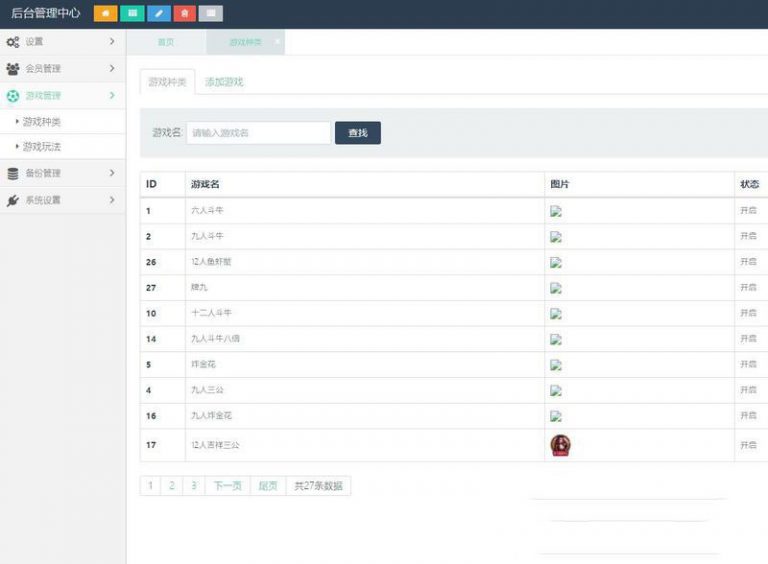 后台管理中心
设置
会员管理
游戏管理
游戏种类
游戏玩法
备份管理
系统设置
首页 游戏种类
游戏种类 添加游戏
游戏名: 请输入游戏名 查找
ID 游戏名 图片 状态
1 六人斗牛 开启
2 九人斗牛 开启
26 12人鱼虾蟹 开启
27 牌九 开启
10 十二人斗牛 开启
14 九人斗牛八倍 开启
5 炸金花 开启
4 九人三公 开启
16 九人炸金花 开启
17 12人吉祥三公 开启
1 2 3 下一页 尾页 共27条数据